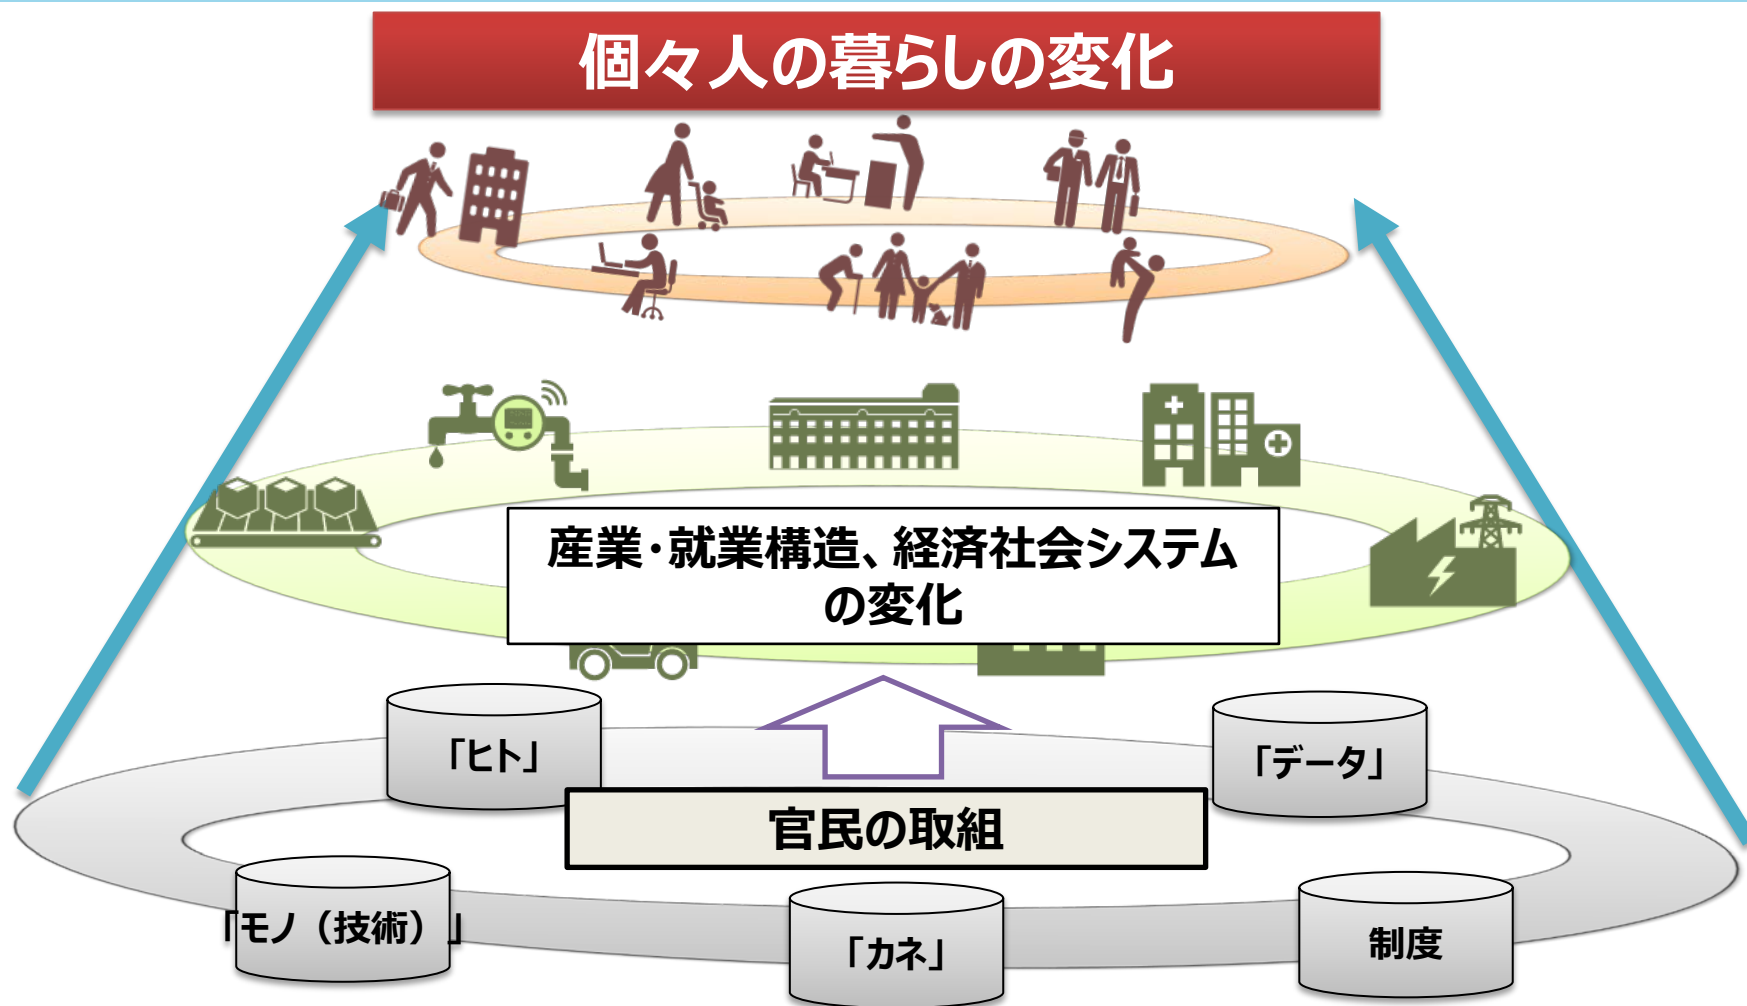 個々人の暮らしの変化
産業・就業構造、経済社会システム
の変化
「ヒト」
「データ」
官民の取組
「モノ（技術）」
「カネ」
制度